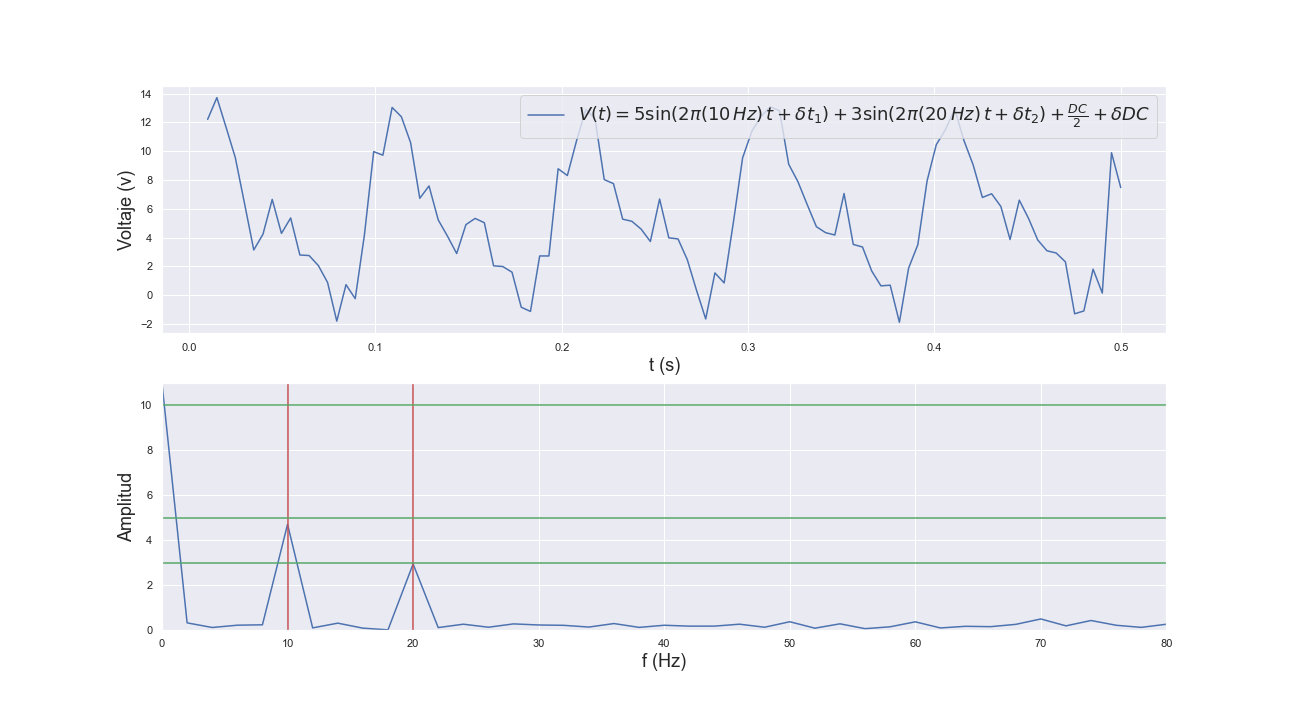 14
12
10
8
6
4
2
0
−2
Voltaje (v)
V(t) = 5sin(2π(10 Hz) t + δt₁) + 3sin(2π(20 Hz) t + δt₂) + DC/2 + δDC
0.0 0.1 0.2 0.3 0.4 0.5
t (s)
10
8
6
4
2
0
Amplitud
0 10 20 30 40 50 60 70 80
f (Hz)